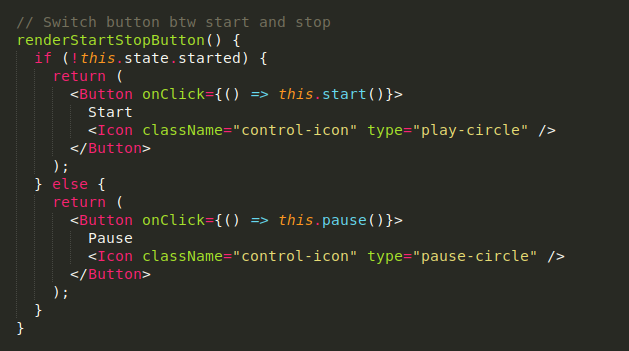 // Switch button btw start and stop
renderStartStopButton() {
  if (!this.state.started) {
    return (
      <Button onClick={() => this.start()}>
        Start
        <Icon className="control-icon" type="play-circle" />
      </Button>
    );
  } else {
    return (
      <Button onClick={() => this.pause()}>
        Pause
        <Icon className="control-icon" type="pause-circle" />
      </Button>
    );
  }
}